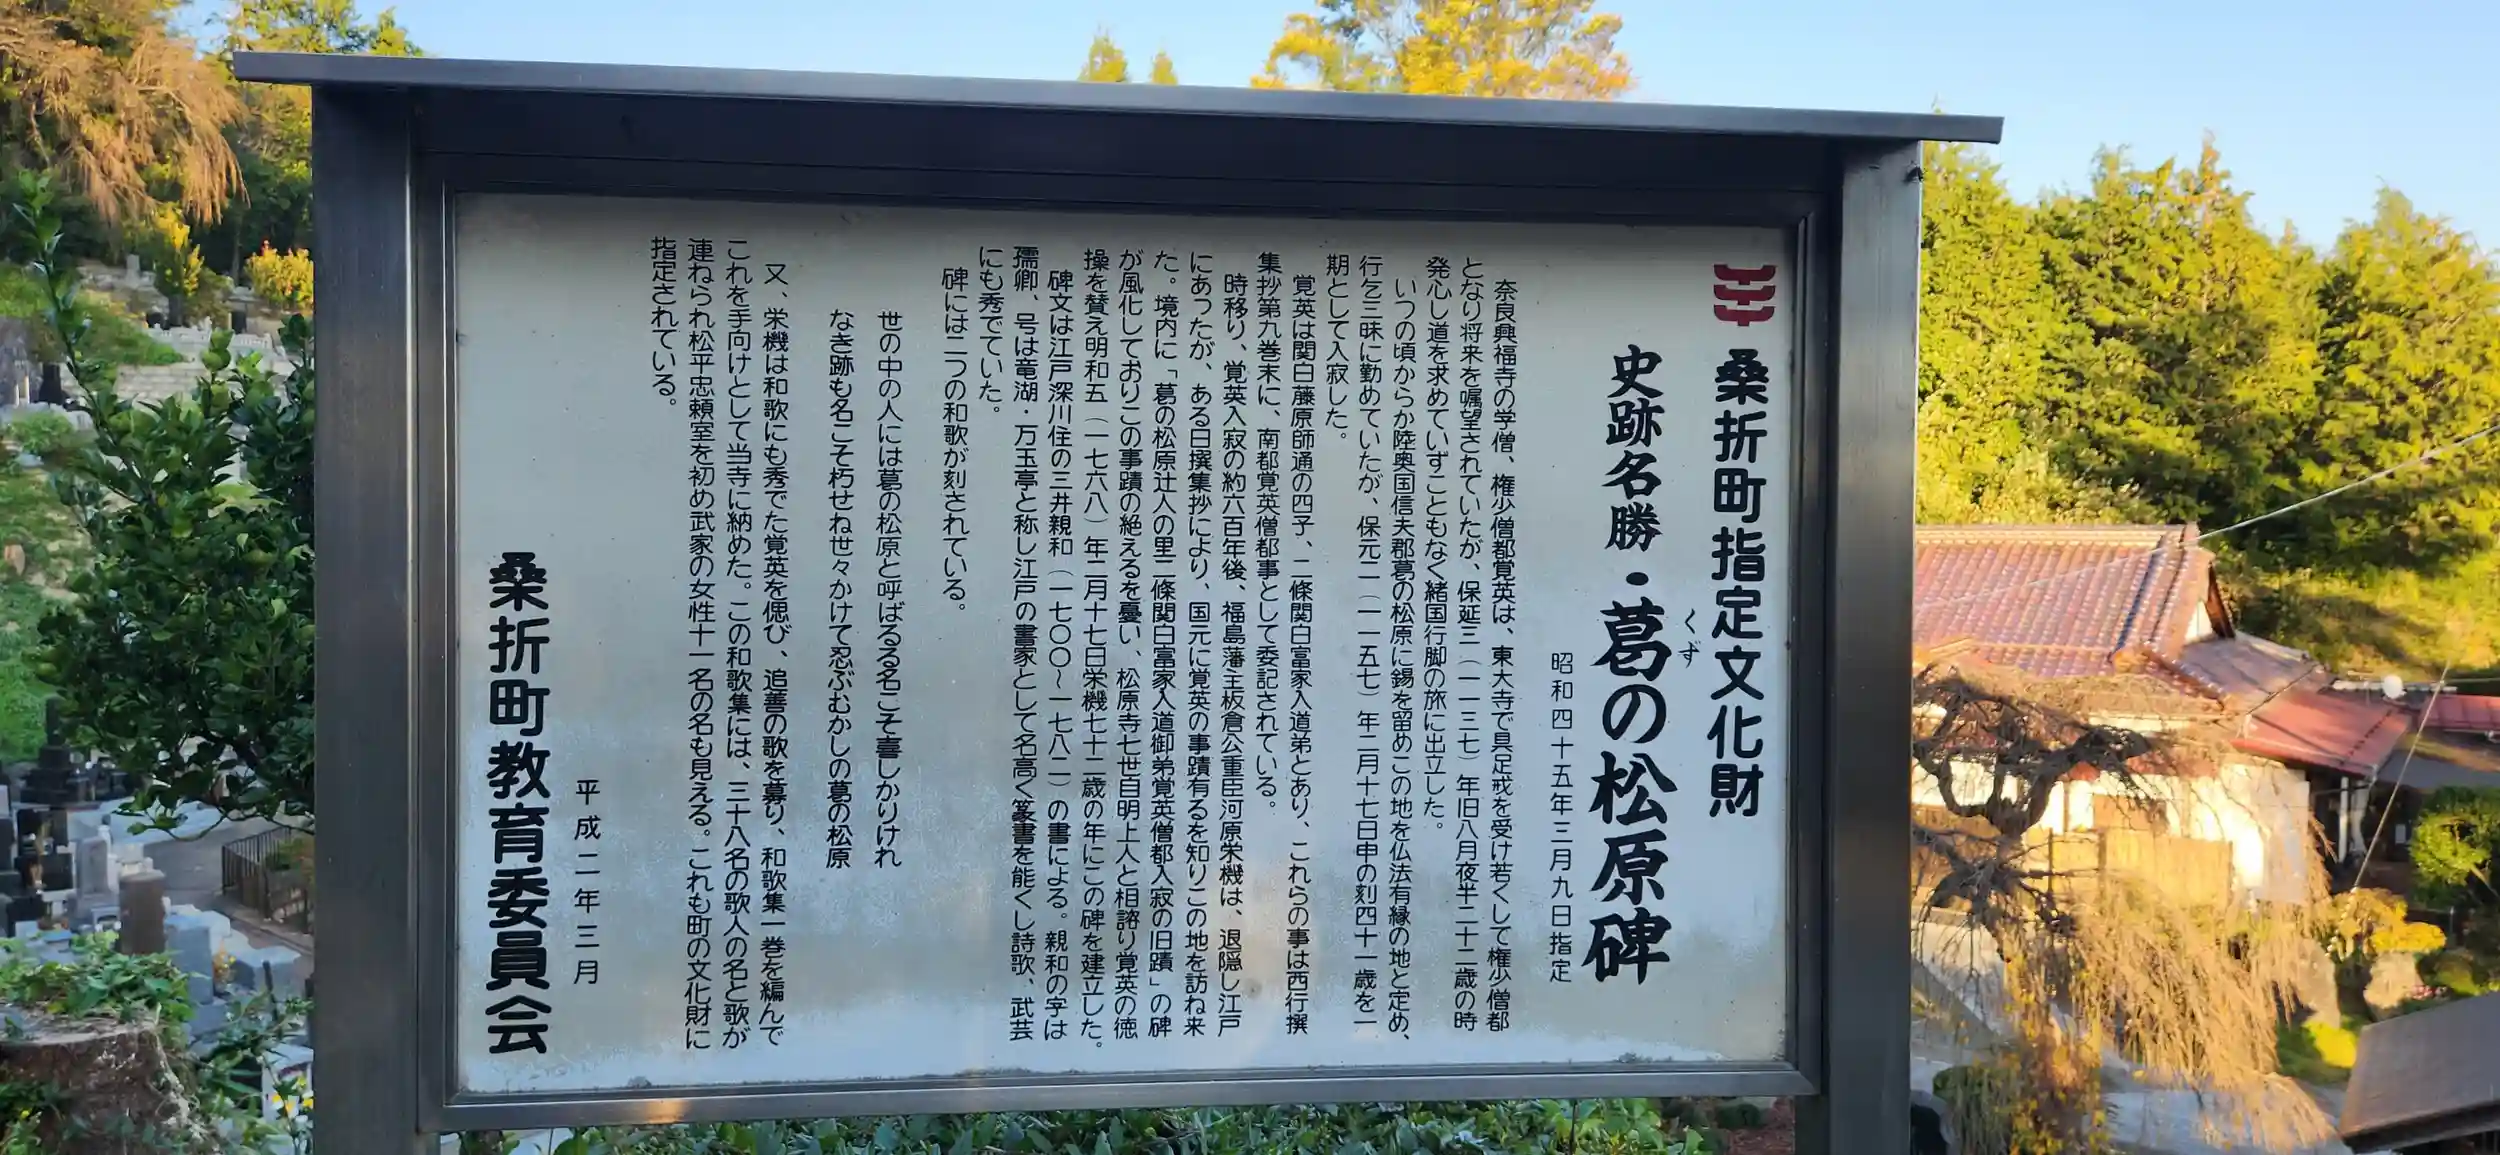 桑折町指定文化財
史跡名勝・葛の松原碑
くず
昭和四十五年三月九日指定
奈良興福寺の学僧、権少僧都覚英は、東大寺で具足戒を受け若くして権少僧都
となり将来を嘱望されていたが、保延三（一一三七）年旧八月夜半二十二歳の時
発心し道を求めていずこともなく緒国行脚の旅に出立した。
いつの頃からか陸奥国信夫郡葛の松原に錫を留めこの地を仏法有縁の地と定め、
行乞三昧に勤めていたが、保元二（一一五七）年二月十七日申の刻四十一歳を一
期として入寂した。
覚英は関白藤原師通の四子、二條関白富家入道弟とあり、これらの事は西行撰
集抄第九巻末に、南都覚英僧都事として委記されている。
時移り、覚英入寂の約六百年後、福島藩主板倉公重臣河原栄機は、退隠し江戸
にあったが、ある日撰集抄により、国元に覚英の事蹟有るを知りこの地を訪ね来
た。境内に「葛の松原辻人の里二條関白富家入道御弟覚英僧都入寂の旧蹟」の碑
が風化しておりこの事蹟の絶えるを憂い、松原寺七世自明上人と相諮り覚英の徳
操を賛え明和五（一七六八）年二月十七日栄機七十二歳の年にこの碑を建立した。
碑文は江戸深川住の三井親和（一七〇〇～一七八二）の書による。親和の字は
孺卿、号は竜湖・万玉亭と称し江戸の書家として名高く篆書を能くし詩歌、武芸
にも秀でていた。
碑には二つの和歌が刻されている。
世の中の人には葛の松原と呼ばるる名こそ喜しかりけれ
なき跡も名こそ朽せね世々かけて忍ぶむかしの葛の松原
又、栄機は和歌にも秀でた覚英を偲び、追善の歌を募り、和歌集一巻を編んで
これを手向けとして当寺に納めた。この和歌集には、三十八名の歌人の名と歌が
連ねられ松平忠頼室を初め武家の女性十一名の名も見える。これも町の文化財に
指定されている。
平成二年三月
桑折町教育委員会